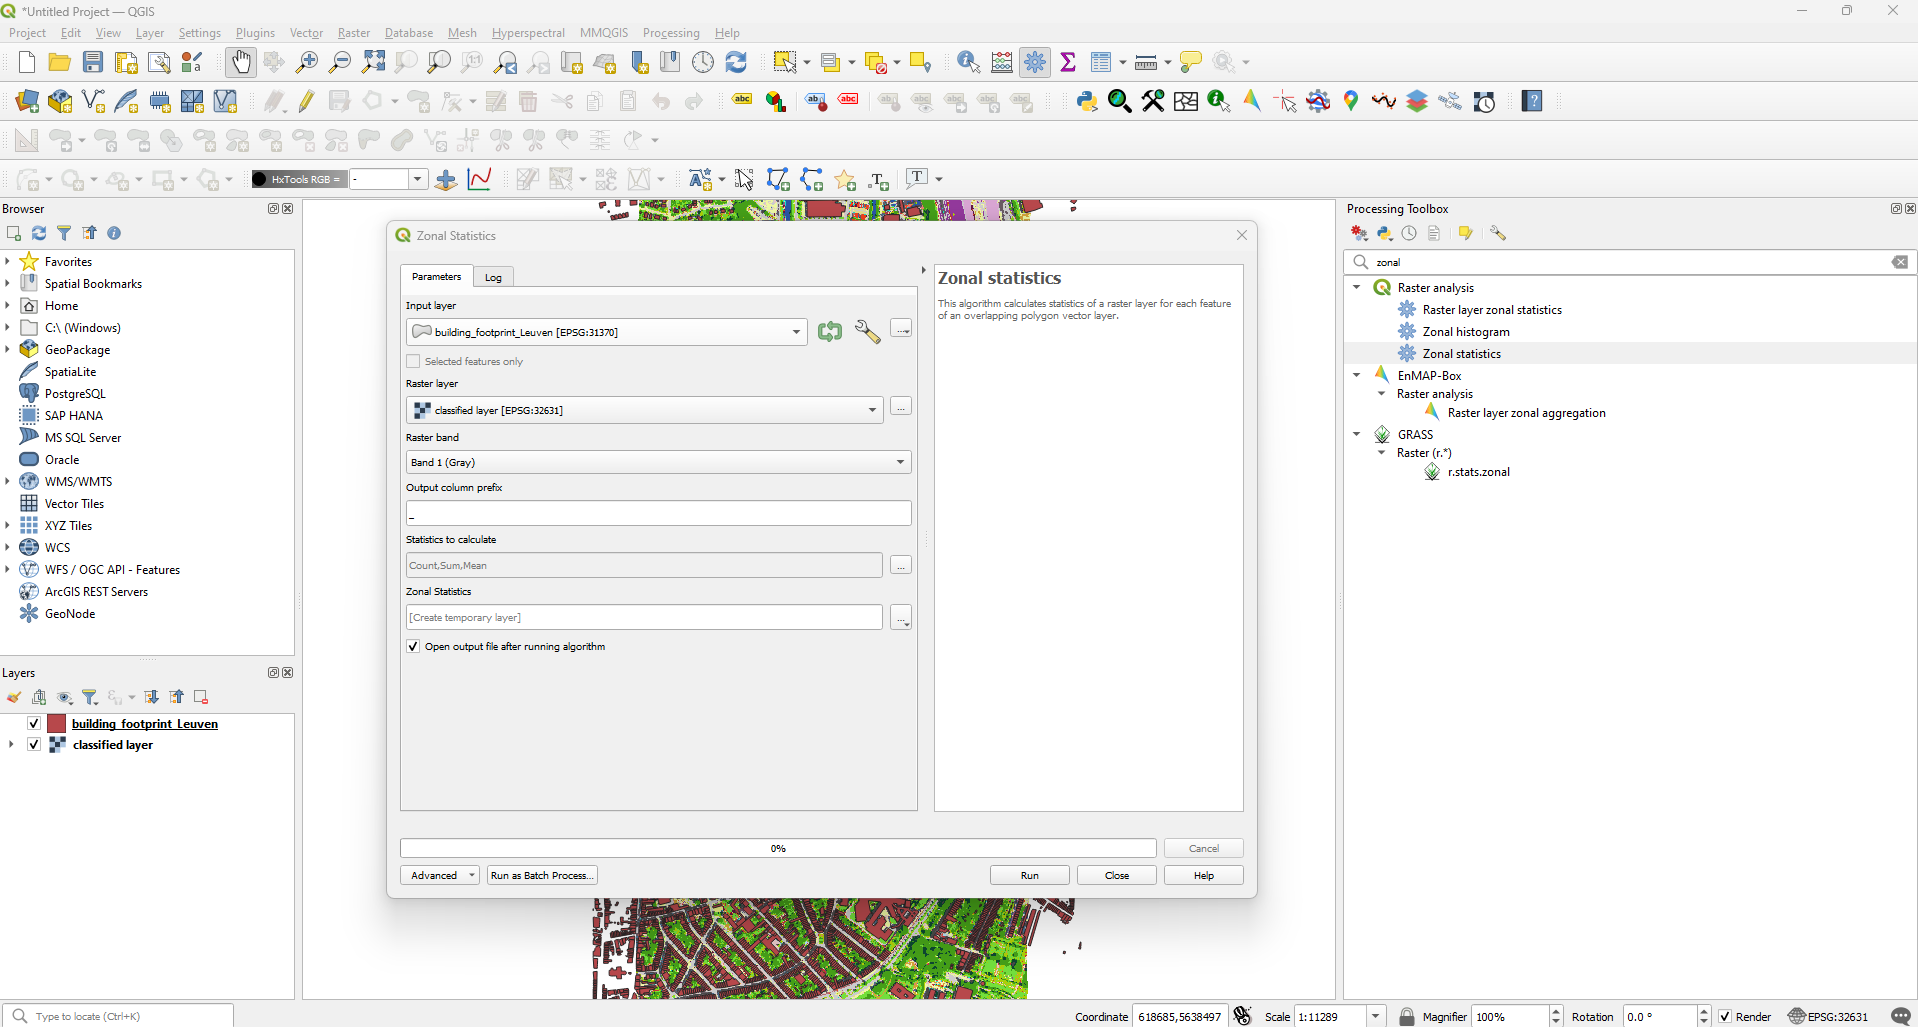 *Untitled Project — QGIS
Project Edit View Layer Settings Plugins Vector Raster Database Mesh Hyperspectral MMQGIS Processing Help
HxTools RGB = -
Browser
Favorites
Spatial Bookmarks
Home
C:\ (Windows)
GeoPackage
SpatiaLite
PostgreSQL
SAP HANA
MS SQL Server
Oracle
WMS/WMTS
Vector Tiles
XYZ Tiles
WCS
WFS / OGC API - Features
ArcGIS REST Servers
GeoNode
Layers
building_footprint_Leuven
classified layer
Type to locate (Ctrl+K)
Zonal Statistics
Parameters Log
Input layer
building_footprint_Leuven [EPSG:31370]
Selected features only
Raster layer
classified layer [EPSG:32631]
...
Raster band
Band 1 (Gray)
Output column prefix
_
Statistics to calculate
Count,Sum,Mean
...
Zonal Statistics
[Create temporary layer]
...
Open output file after running algorithm
Zonal statistics
This algorithm calculates statistics of a raster layer for each feature
of an overlapping polygon vector layer.
0%
Cancel
Advanced Run as Batch Process... Run Close Help
Processing Toolbox
zonal
Raster analysis
Raster layer zonal statistics
Zonal histogram
Zonal statistics
EnMAP-Box
Raster analysis
Raster layer zonal aggregation
GRASS
Raster (r.*)
r.stats.zonal
Coordinate 618685,5638497 Scale 1:11289 Magnifier 100% Rotation 0.0 ° Render EPSG:32631